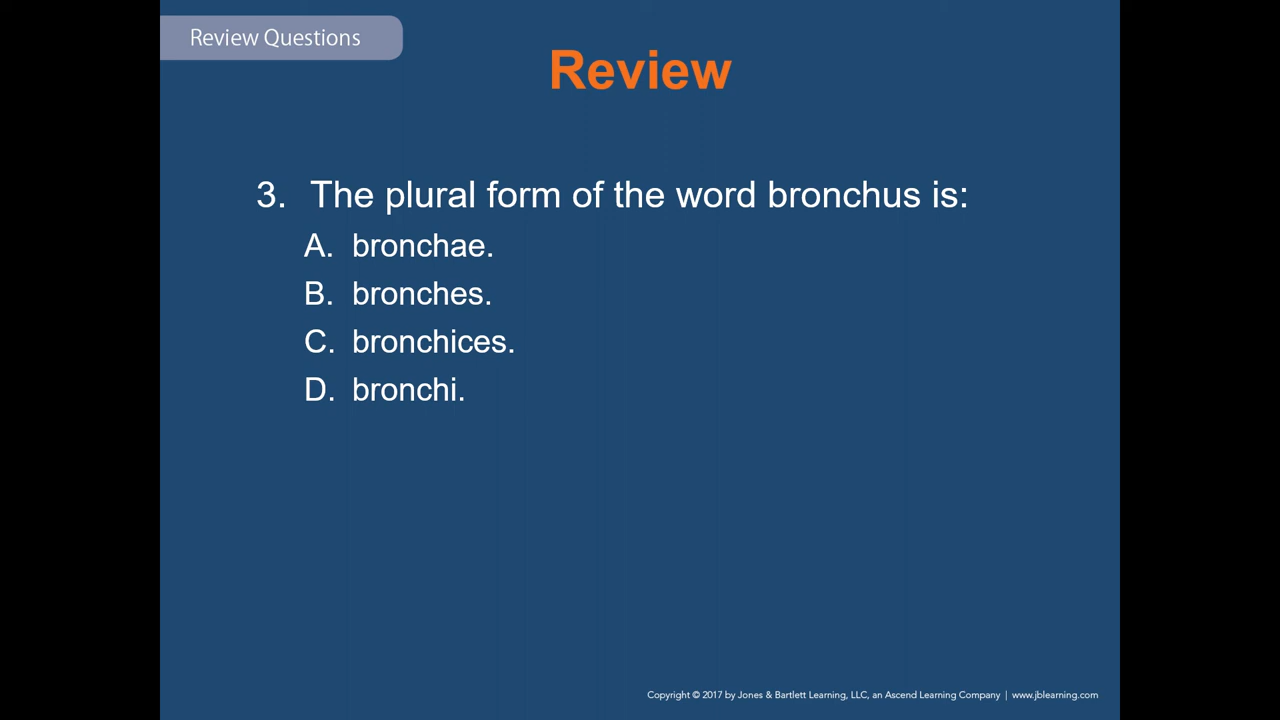 Review Questions
Review
3. The plural form of the word bronchus is:
A. bronchae.
B. bronches.
C. bronchices.
D. bronchi.
Copyright © 2017 by Jones & Bartlett Learning, LLC, an Ascend Learning Company | www.jblearning.com